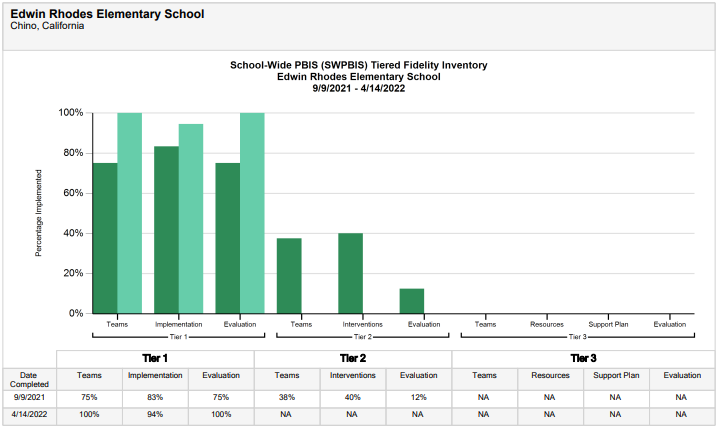 Edwin Rhodes Elementary School
Chino, California
School-Wide PBIS (SWPBIS) Tiered Fidelity Inventory
Edwin Rhodes Elementary School
9/9/2021 - 4/14/2022
Percentage Implemented
100%
80%
60%
40%
20%
0%
Teams Implementation Evaluation Teams Interventions Evaluation Teams Resources Support Plan Evaluation
Tier 1 Tier 2 Tier 3
Tier 1 Tier 2 Tier 3
Date Completed Teams Implementation Evaluation Teams Interventions Evaluation Teams Resources Support Plan Evaluation
9/9/2021 75% 83% 75% 38% 40% 12% NA NA NA NA
4/14/2022 100% 94% 100% NA NA NA NA NA NA NA